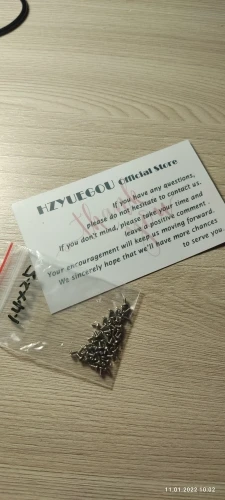 HZYUEGOU Official Store
thank you
If you have any questions,
please do not hesitate to contact us.
If you don't mind, please take your time and
leave a positive comment.
Your encouragement will keep us moving forward.
We sincerely hope that we'll have more chances
to serve you.
11.01.2022 10:02